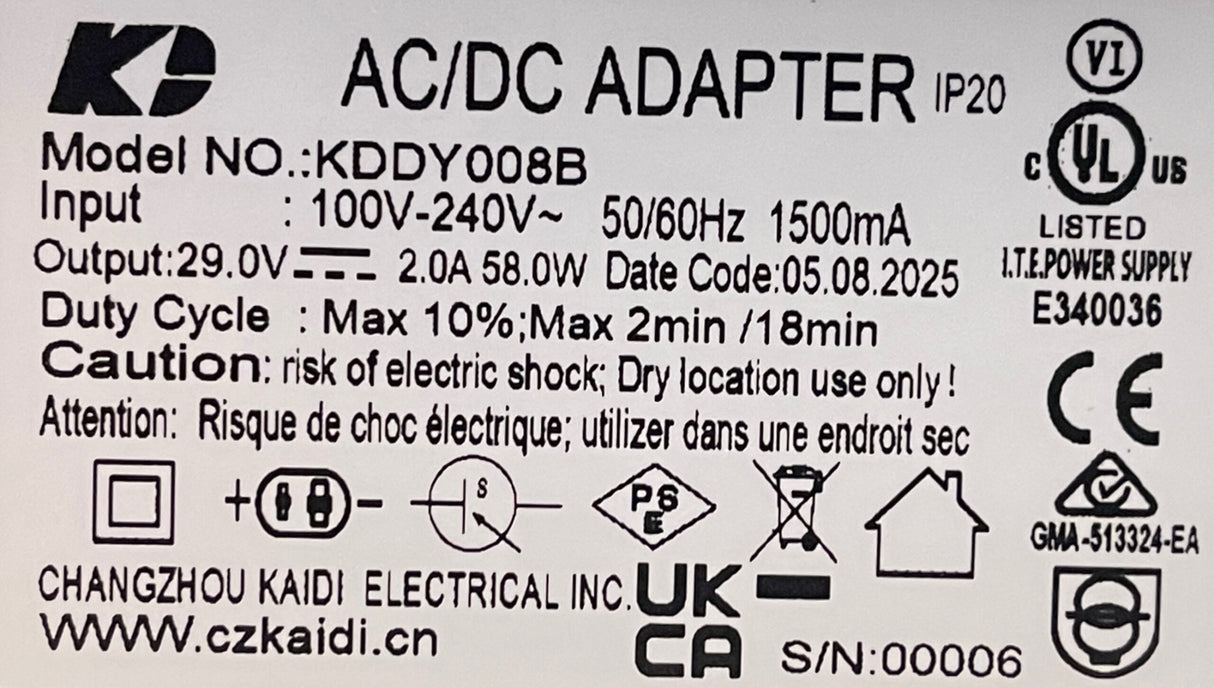 KD AC/DC ADAPTER IP20
VI
Model NO.:KDDY008B
Input : 100V-240V~ 50/60Hz 1500mA
Output:29.0V 2.0A 58.0W Date Code:05.08.2025
Duty Cycle : Max 10%;Max 2min /18min
Caution: risk of electric shock; Dry location use only!
Attention: Risque de choc électrique; utilizer dans une endroit sec
C UL US
LISTED
I.T.E.POWER SUPPLY
E340036
CE
+ -
S
PS
E
GMA-513324-EA
CHANGZHOU KAIDI ELECTRICAL INC.
WWW.czkaidi.cn
UK
CA
S/N:00006